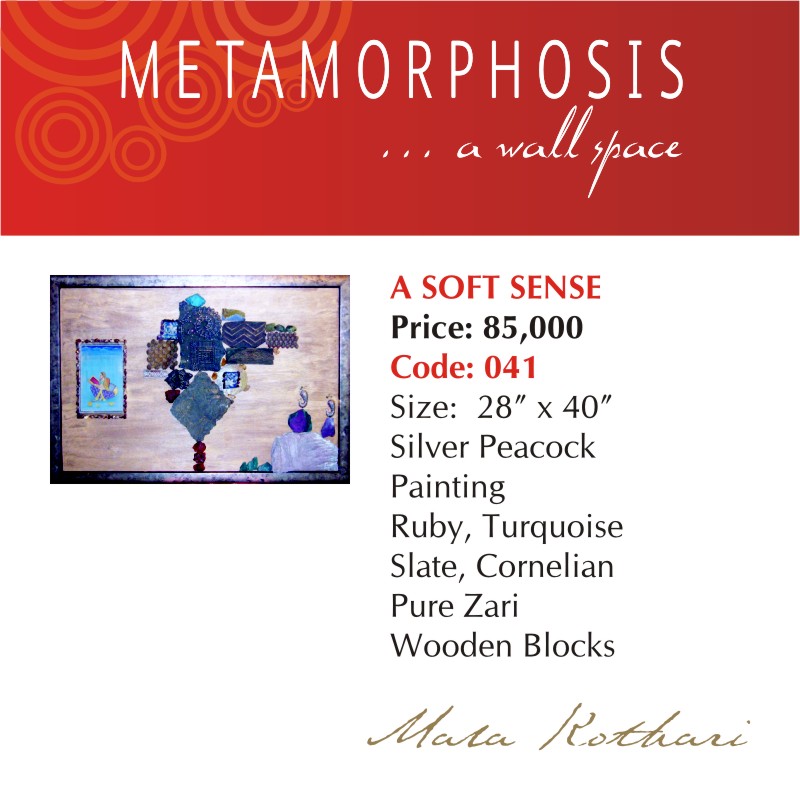 METAMORPHOSIS
... a wall space
A SOFT SENSE
Price: 85,000
Code: 041
Size:  28” x 40”
Silver Peacock
Painting
Ruby, Turquoise
Slate, Cornelian
Pure Zari
Wooden Blocks
Mala Kothari